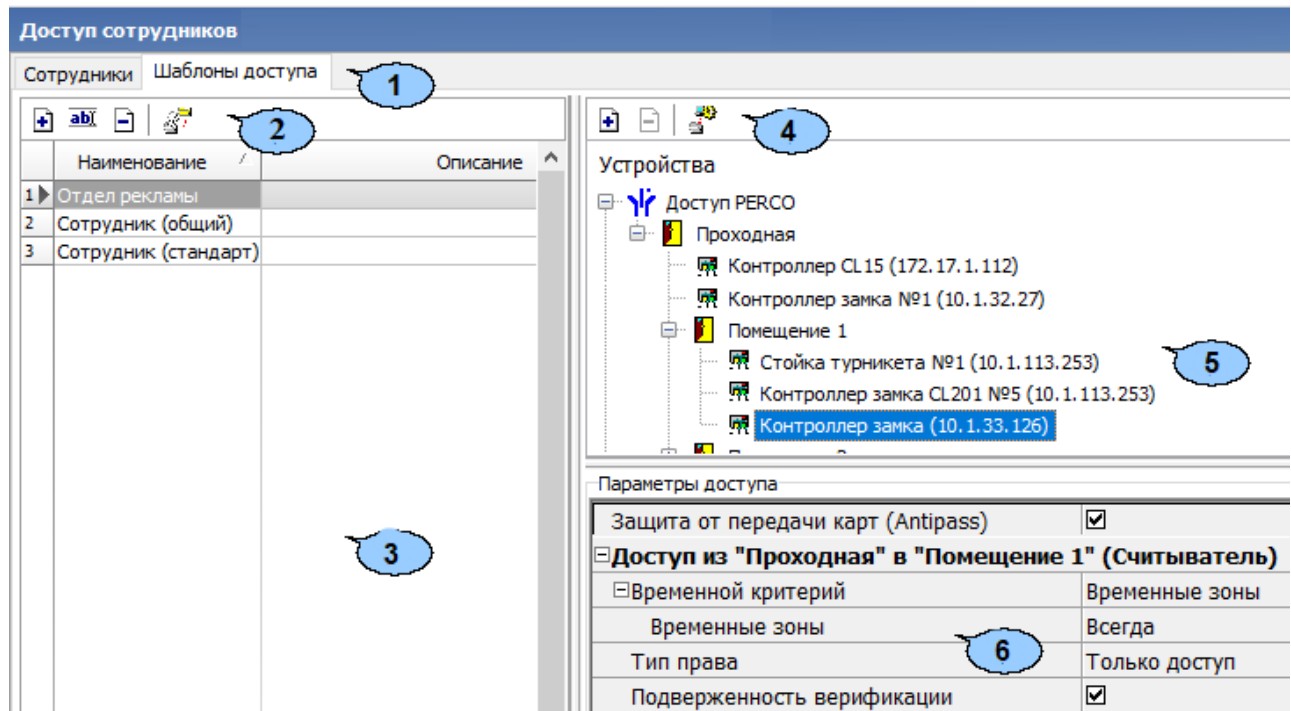 Доступ сотрудников
Сотрудники
Шаблоны доступа
1
abI
2
Наименование
Описание
1 Отдел рекламы
2 Сотрудник (общий)
3 Сотрудник (стандарт)
3
4
Устройства
Доступ PERCO
Проходная
Контроллер CL15 (172.17.1.112)
Контроллер замка №1 (10.1.32.27)
Помещение 1
Стойка турникета №1 (10.1.113.253)
Контроллер замка CL201 №5 (10.1.113.253)
Контроллер замка (10.1.33.126)
5
Параметры доступа
Защита от передачи карт (Antipass)
Доступ из "Проходная" в "Помещение 1" (Считыватель)
Временной критерий Временные зоны
Временные зоны Всегда
Тип права Только доступ
Подверженность верификации
6